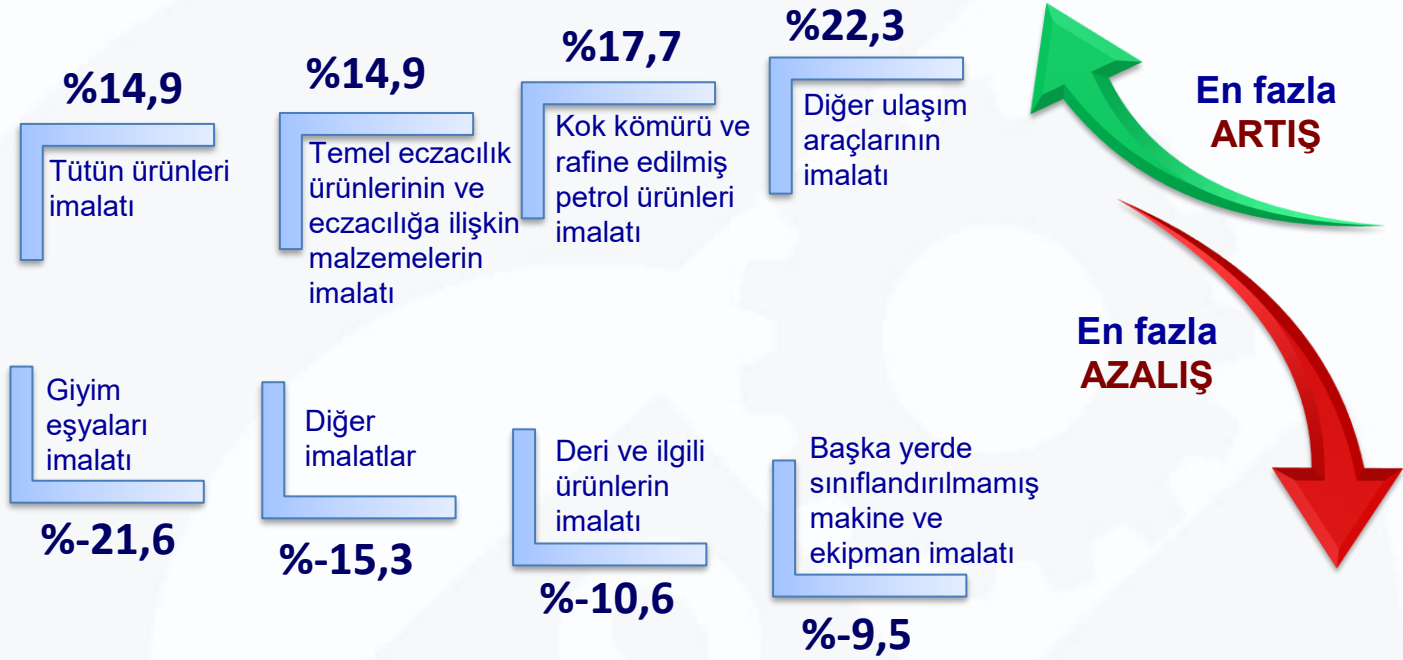 %14,9
Tütün ürünleri
imalatı
%14,9
Temel eczacılık
ürünlerinin ve
eczacılığa ilişkin
malzemelerin
imalatı
%17,7
Kok kömürü ve
rafine edilmiş
petrol ürünleri
imalatı
%22,3
Diğer ulaşım
araçlarının
imalatı
En fazla
ARTIŞ
Giyim
eşyaları
imalatı
%-21,6
Diğer
imalatlar
%-15,3
Deri ve ilgili
ürünlerin
imalatı
%-10,6
Başka yerde
sınıflandırılmamış
makine ve
ekipman imalatı
%-9,5
En fazla
AZALIŞ